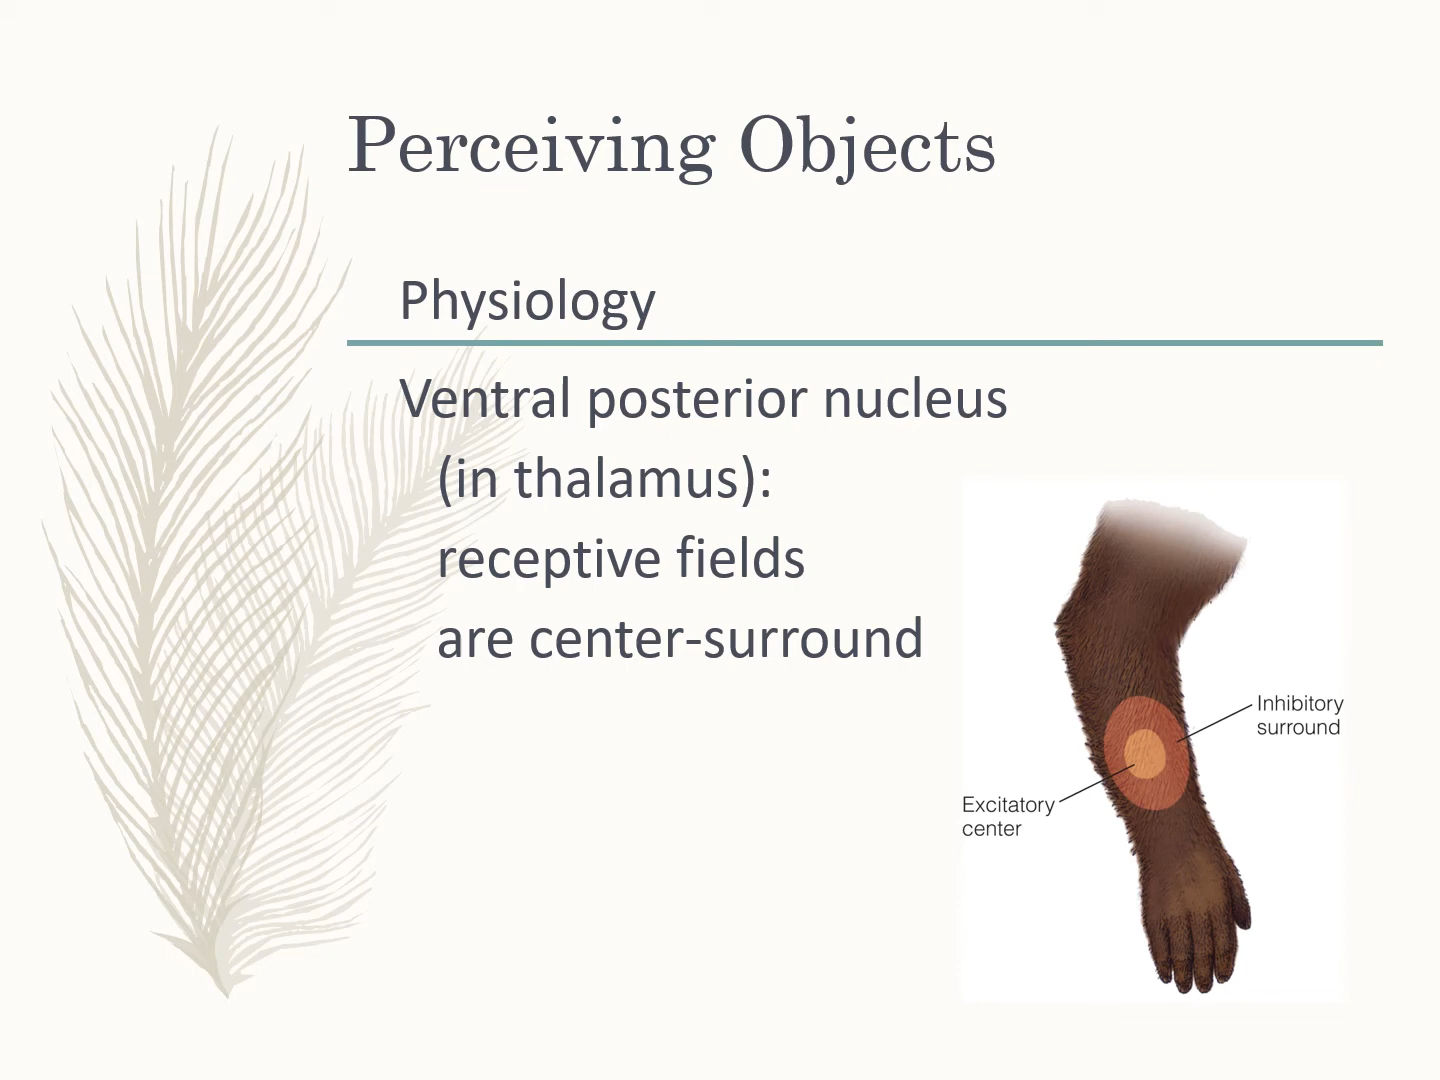 Perceiving Objects
Physiology
Ventral posterior nucleus
(in thalamus):
receptive fields
are center-surround
Inhibitory
surround
Excitatory
center